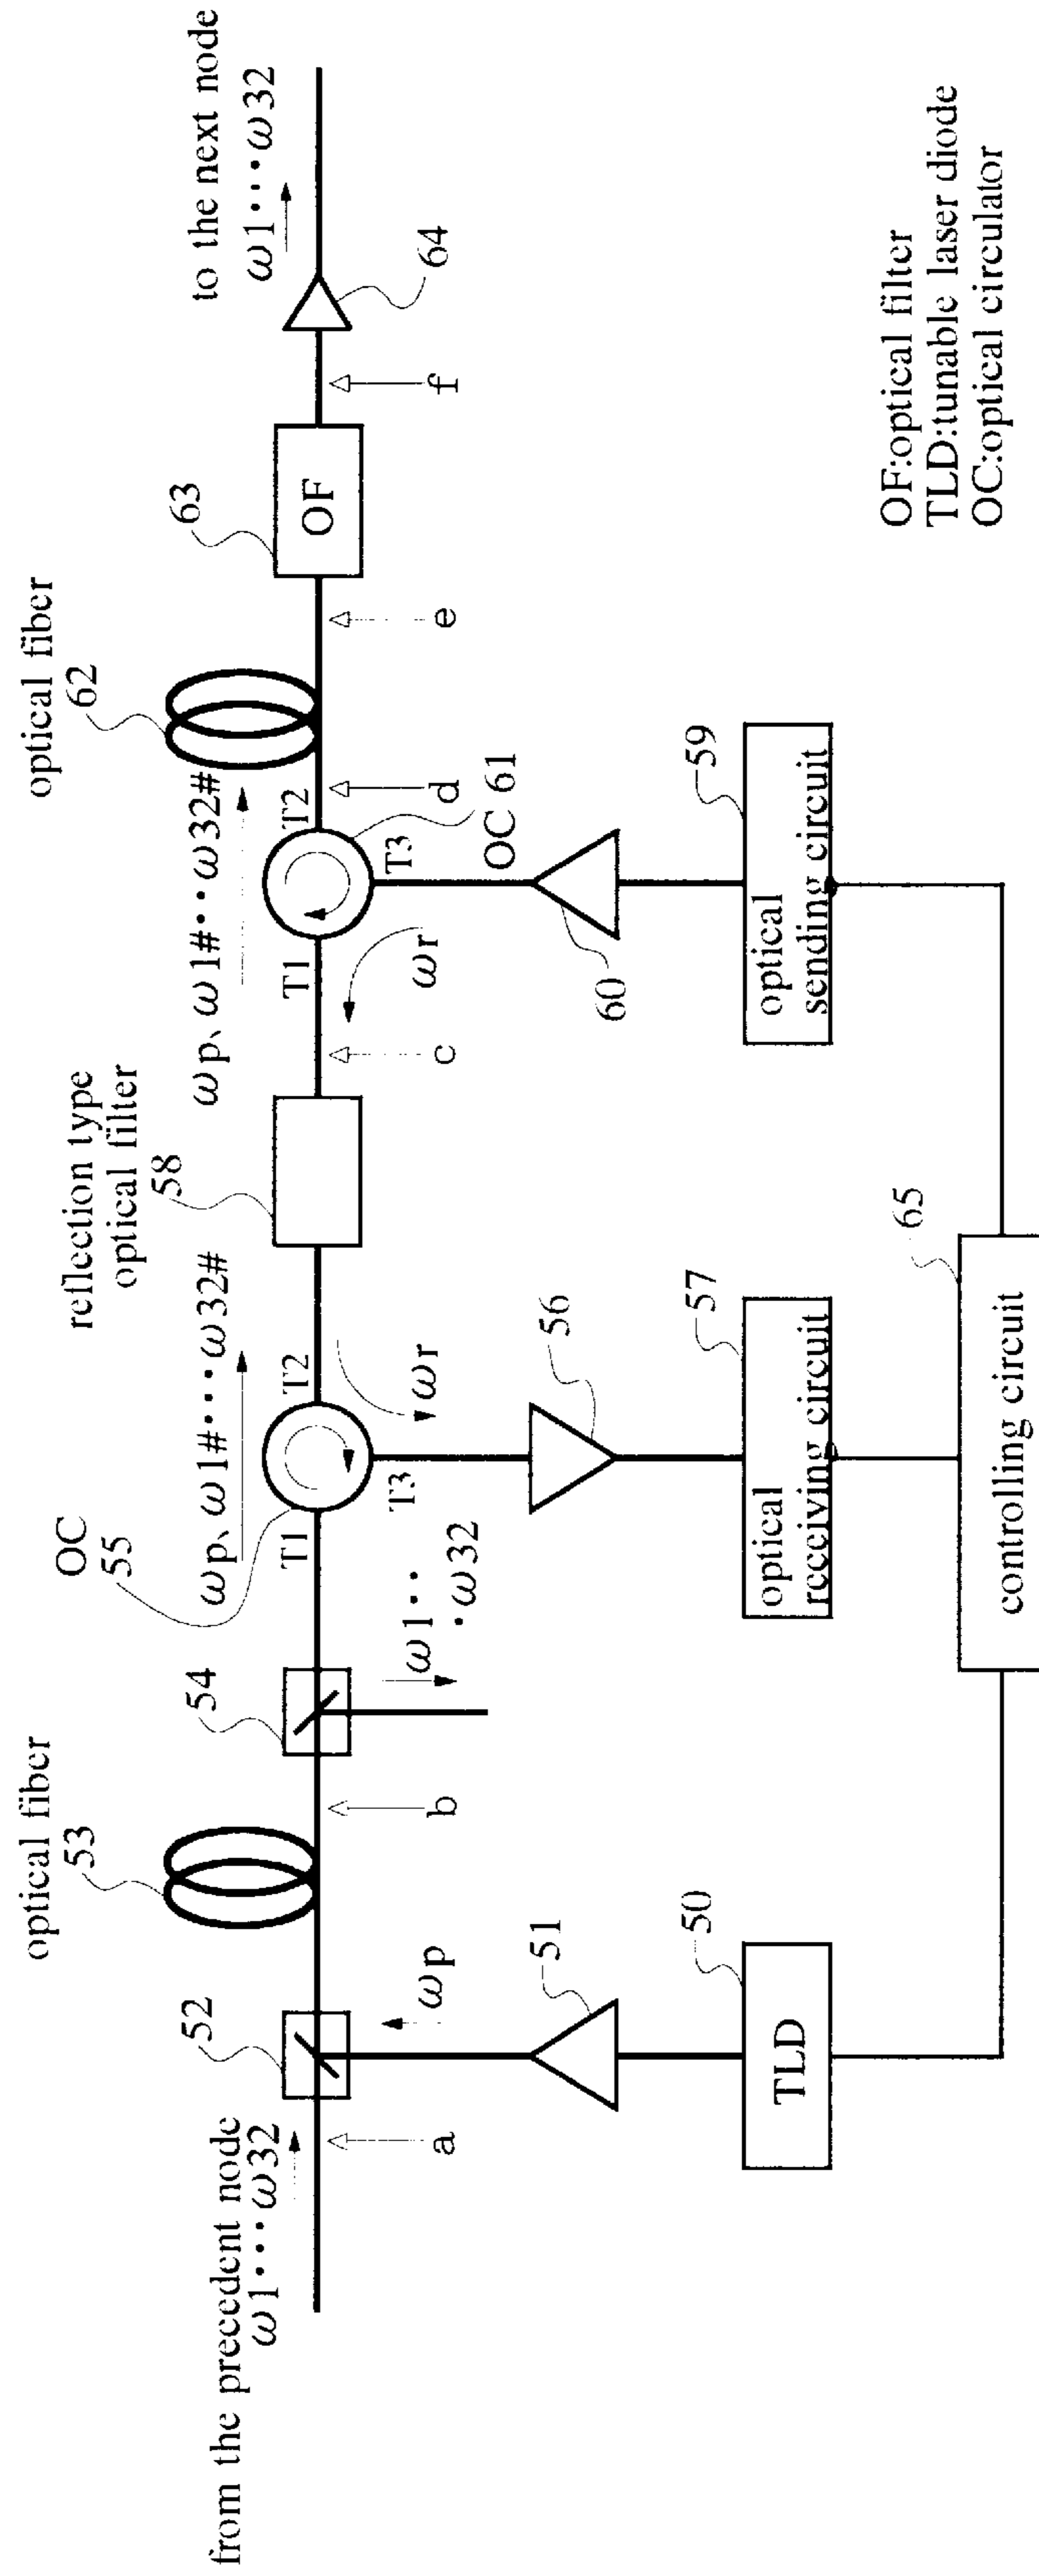 from the precedent node
ω1・・・ω32
a
52
ωp
51
50
TLD
optical fiber
53
b
54
ω1・・
・ω32
OC
55
T1
T2
T3
ωp、ω1#・・・ω32#
ωr
56
57
optical
receiving circuit
reflection type
optical filter
58
c
65
controlling circuit
ωp、ω1#・・・ω32#
T1
T2
T3
ωr
OC 61
60
59
optical
sending circuit
d
optical fiber
62
e
63
OF
f
64
to the next node
ω1・・・ω32
OF:optical filter
TLD:tunable laser diode
OC:optical circulator